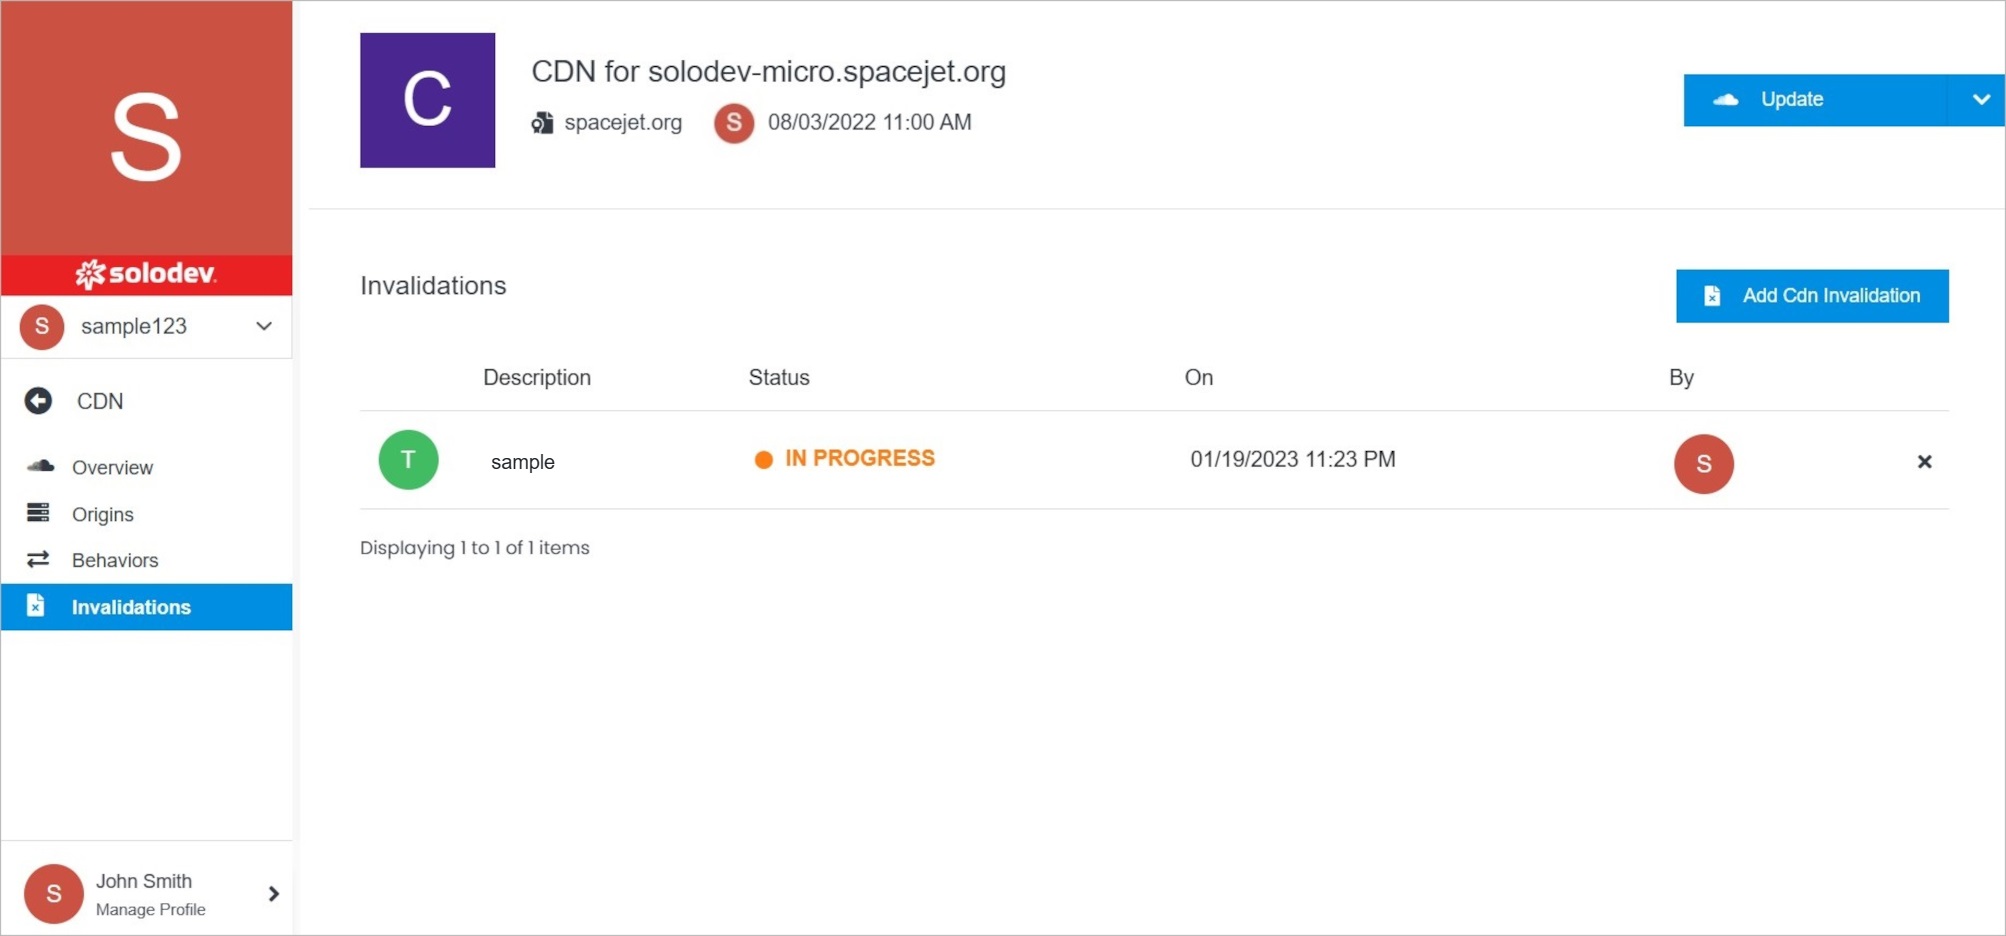 S
solodev
S sample123
CDN
Overview
Origins
Behaviors
Invalidations
S John Smith
Manage Profile
C
CDN for solodev-micro.spacejet.org
spacejet.org S 08/03/2022 11:00 AM
Update
Invalidations
Add Cdn Invalidation
Description Status On By
T sample IN PROGRESS 01/19/2023 11:23 PM S
Displaying 1 to 1 of 1 items